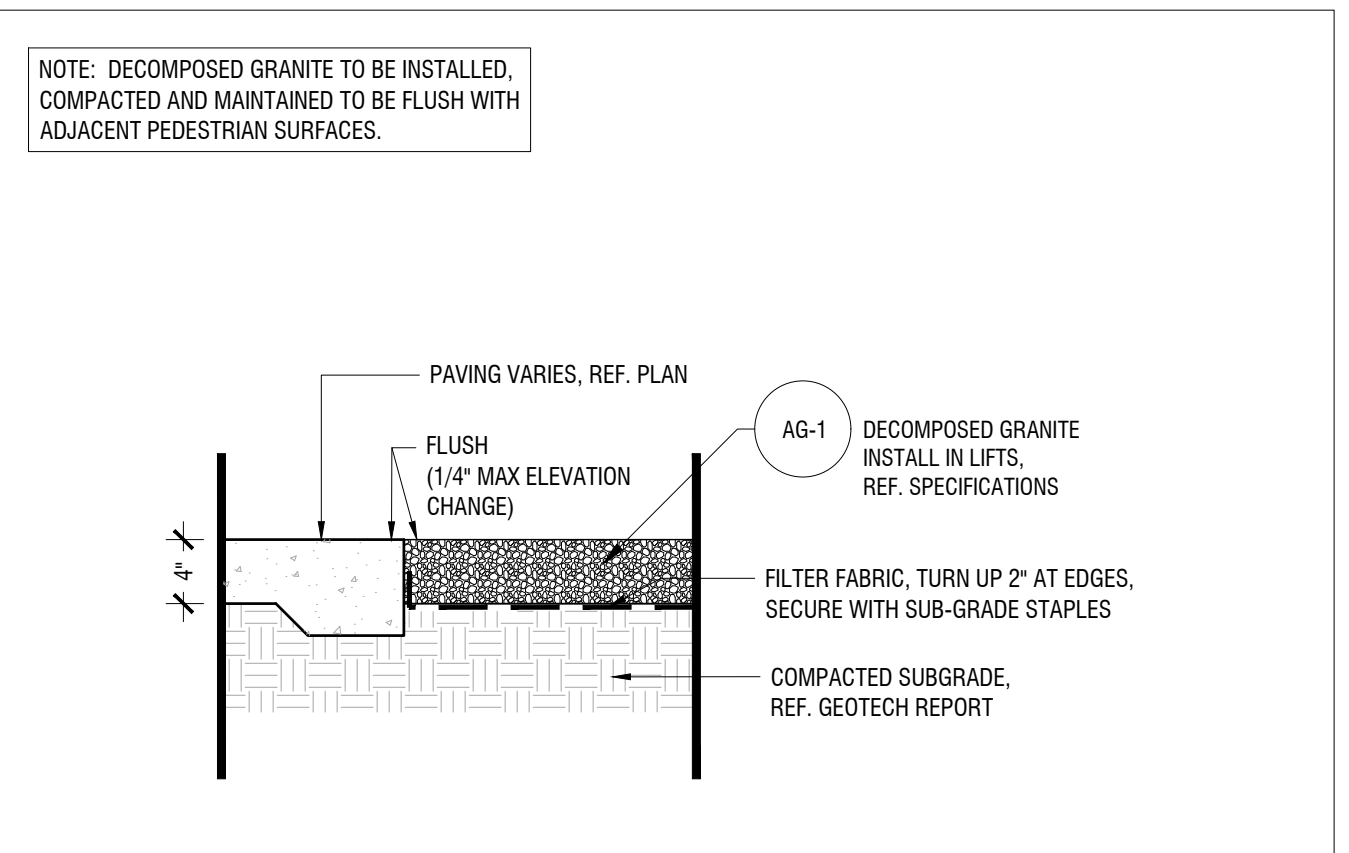 NOTE: DECOMPOSED GRANITE TO BE INSTALLED,
COMPACTED AND MAINTAINED TO BE FLUSH WITH
ADJACENT PEDESTRIAN SURFACES.
PAVING VARIES, REF. PLAN
FLUSH
(1/4" MAX ELEVATION
CHANGE)
AG-1
DECOMPOSED GRANITE
INSTALL IN LIFTS,
REF. SPECIFICATIONS
4"
FILTER FABRIC, TURN UP 2" AT EDGES,
SECURE WITH SUB-GRADE STAPLES
COMPACTED SUBGRADE,
REF. GEOTECH REPORT